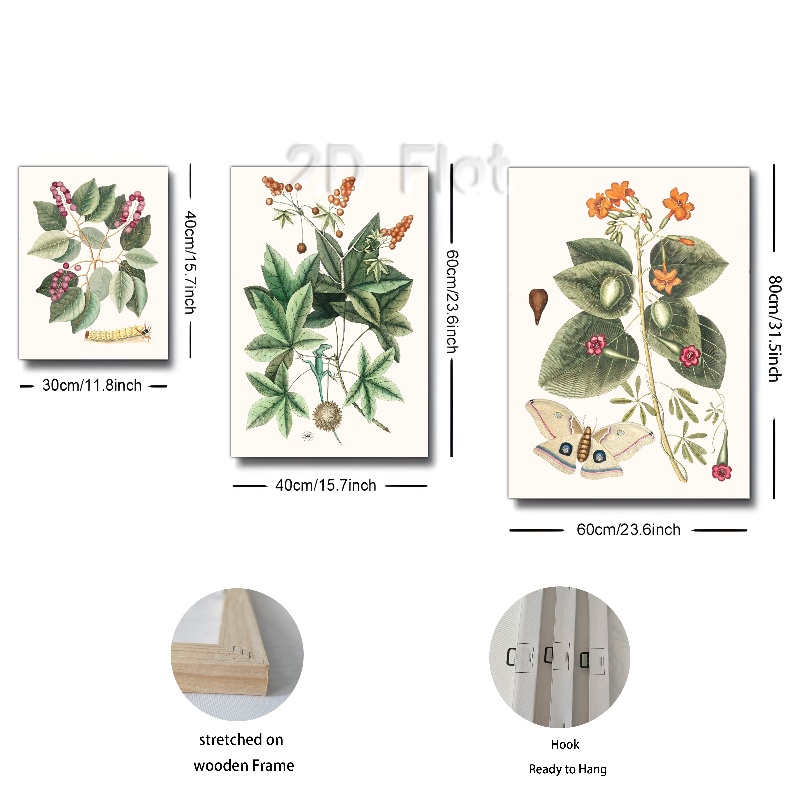 2D Flat
40cm/15.7inch
30cm/11.8inch
60cm/23.6inch
40cm/15.7inch
80cm/31.5inch
60cm/23.6inch
stretched on
wooden Frame
Hook
Ready to Hang